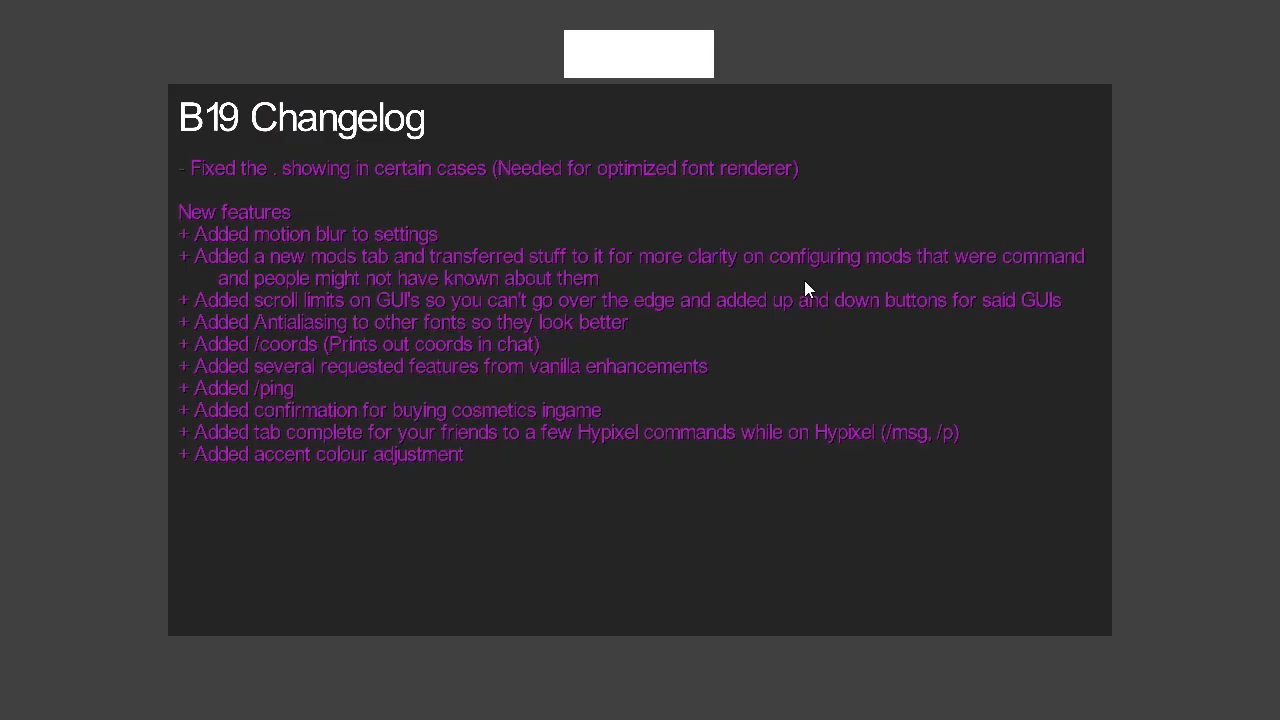 B19 Changelog
- Fixed the . showing in certain cases (Needed for optimized font renderer)
New features
+ Added motion blur to settings
+ Added a new mods tab and transferred stuff to it for more clarity on configuring mods that were command
and people might not have known about them
+ Added scroll limits on GUI's so you can't go over the edge and added up and down buttons for said GUIs
+ Added Antialiasing to other fonts so they look better
+ Added /coords (Prints out coords in chat)
+ Added several requested features from vanilla enhancements
+ Added /ping
+ Added confirmation for buying cosmetics ingame
+ Added tab complete for your friends to a few Hypixel commands while on Hypixel (/msg, /p)
+ Added accent colour adjustment